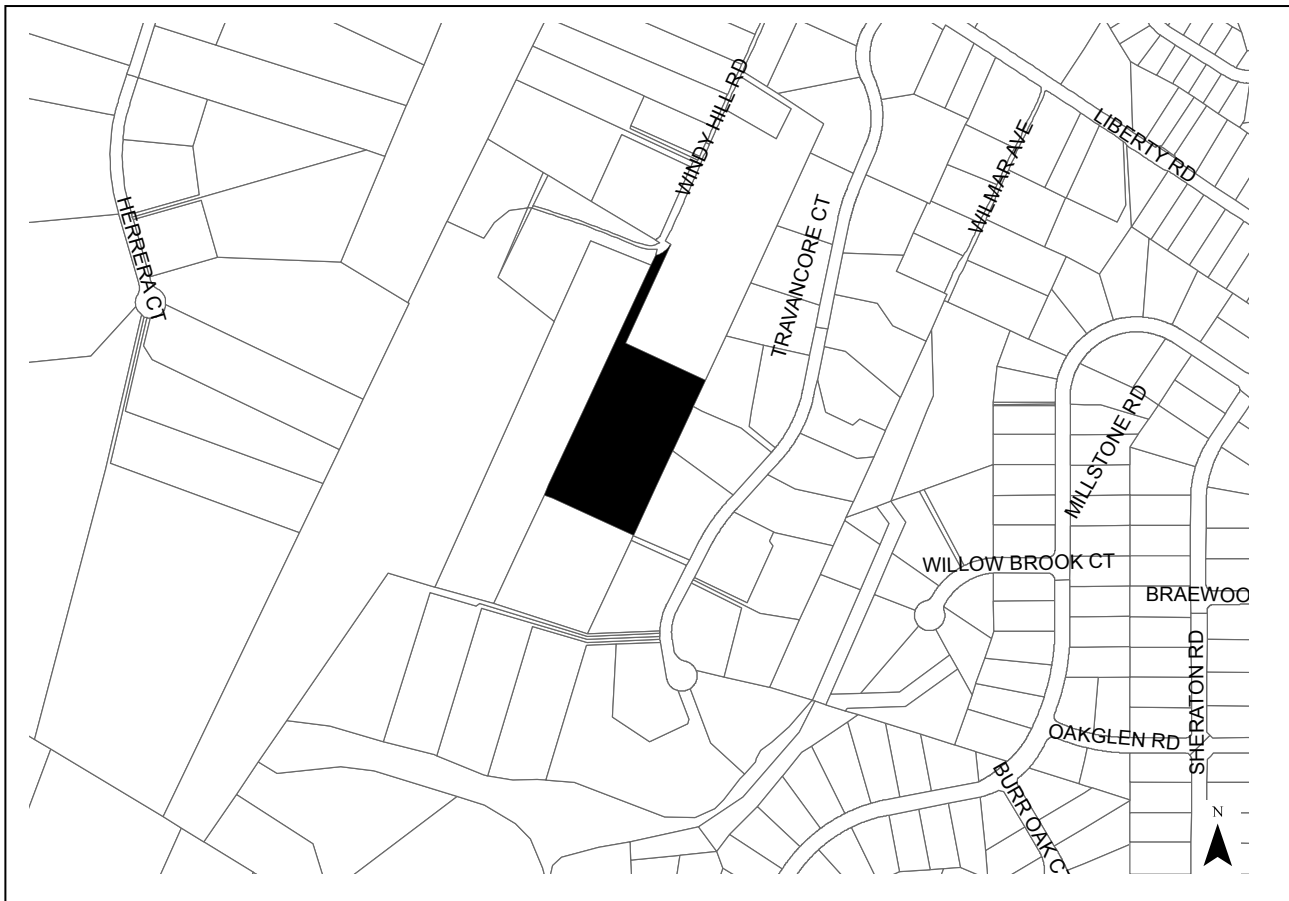 WINDY HILL RD
LIBERTY RD
WILMAR AVE
HERRERA CT
TRAVANCORE CT
MILLSTONE RD
WILLOW BROOK CT
BRAEWOO
SHERATON RD
OAKGLEN RD
BURR OAK C
N